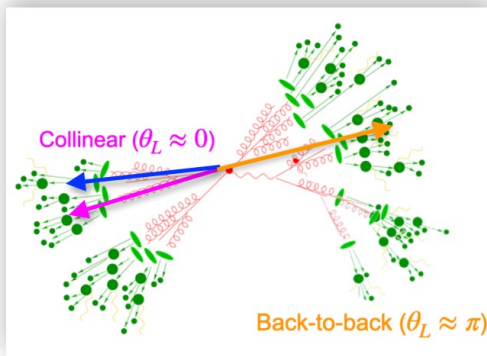 Collinear (θ_L ≈ 0)
Back-to-back (θ_L ≈ π)